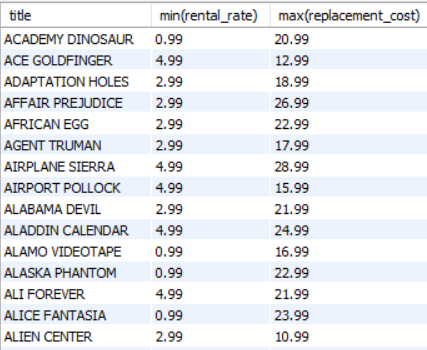 title min(rental_rate) max(replacement_cost)
ACADEMY DINOSAUR 0.99 20.99
ACE GOLDFINGER 4.99 12.99
ADAPTATION HOLES 2.99 18.99
AFFAIR PREJUDICE 2.99 26.99
AFRICAN EGG 2.99 22.99
AGENT TRUMAN 2.99 17.99
AIRPLANE SIERRA 4.99 28.99
AIRPORT POLLOCK 4.99 15.99
ALABAMA DEVIL 2.99 21.99
ALADDIN CALENDAR 4.99 24.99
ALAMO VIDEOTAPE 0.99 16.99
ALASKA PHANTOM 0.99 22.99
ALI FOREVER 4.99 21.99
ALICE FANTASIA 0.99 23.99
ALIEN CENTER 2.99 10.99